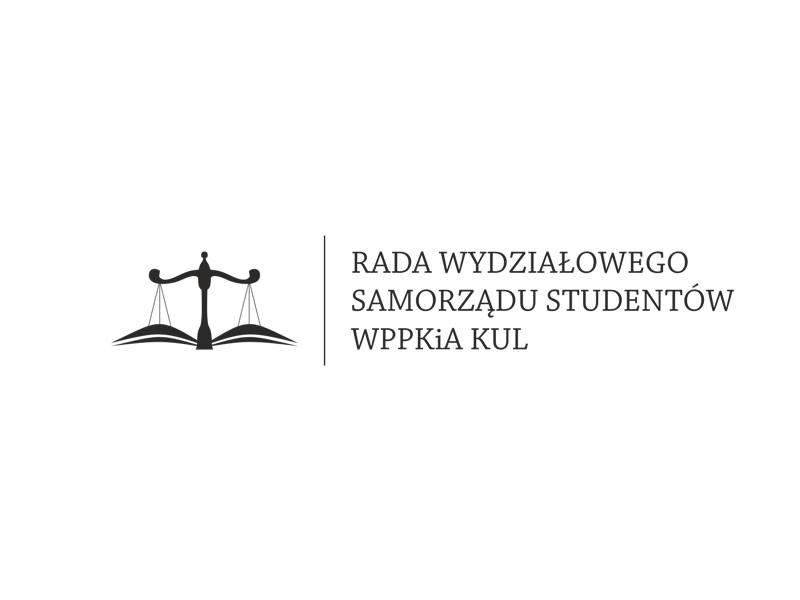 RADA WYDZIAŁOWEGO
SAMORZĄDU STUDENTÓW
WPPKiA KUL